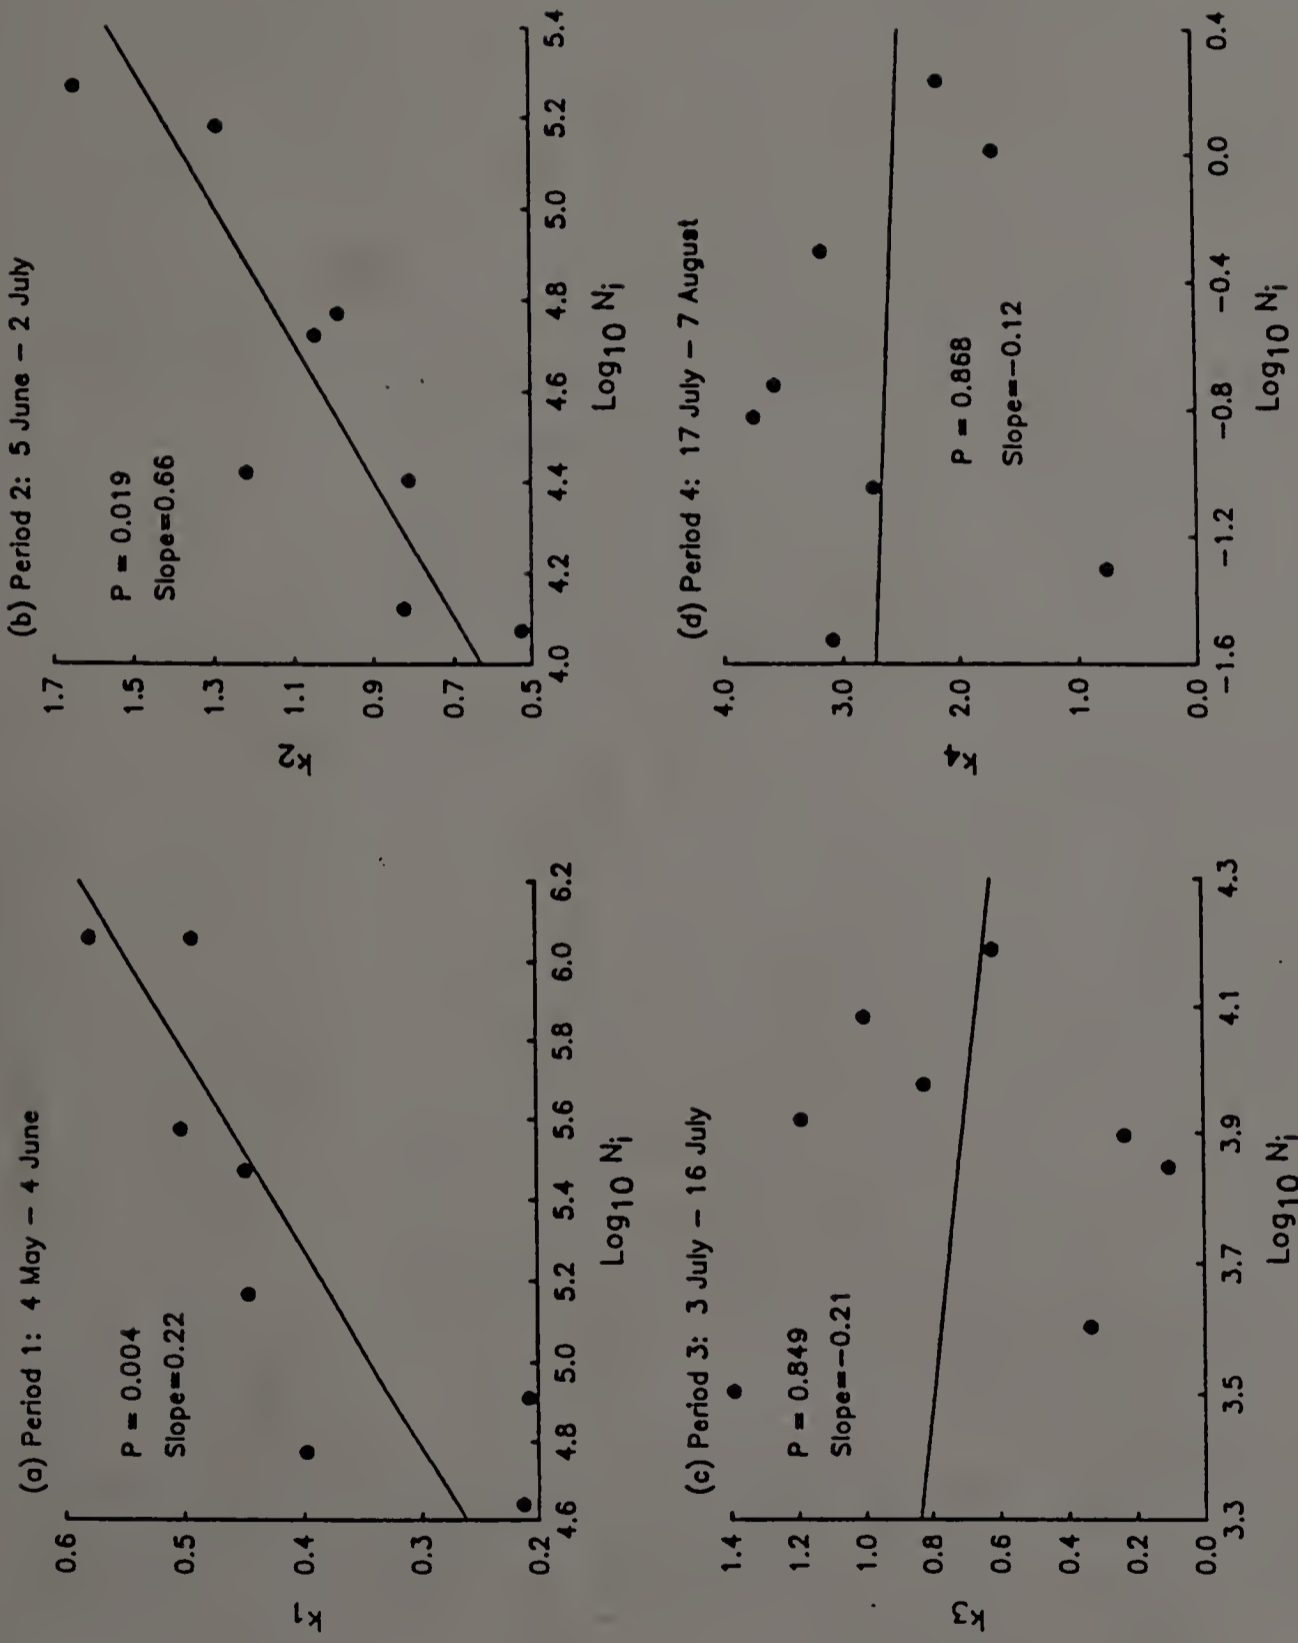 (a) Period 1: 4 May – 4 June
P = 0.004
Slope=0.22
0.6
0.5
0.4
0.3
0.2
k1
4.6 4.8 5.0 5.2 5.4 5.6 5.8 6.0 6.2
Log10 Ni
(b) Period 2: 5 June – 2 July
P = 0.019
Slope=0.66
1.7
1.5
1.3
1.1
0.9
0.7
0.5
k2
4.0 4.2 4.4 4.6 4.8 5.0 5.2 5.4
Log10 Ni
(c) Period 3: 3 July – 16 July
P = 0.849
Slope=–0.21
1.4
1.2
1.0
0.8
0.6
0.4
0.2
0.0
k3
3.3 3.5 3.7 3.9 4.1 4.3
Log10 Ni
(d) Period 4: 17 July – 7 August
P = 0.868
Slope=–0.12
4.0
3.0
2.0
1.0
0.0
k4
–1.6 –1.2 –0.8 –0.4 0.0 0.4
Log10 Ni